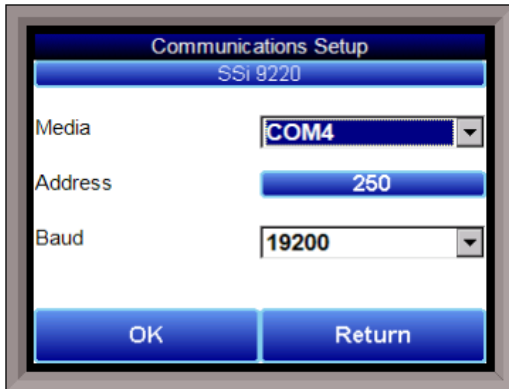 Communications Setup
SSi 9220
Media COM4
Address 250
Baud 19200
OK Return